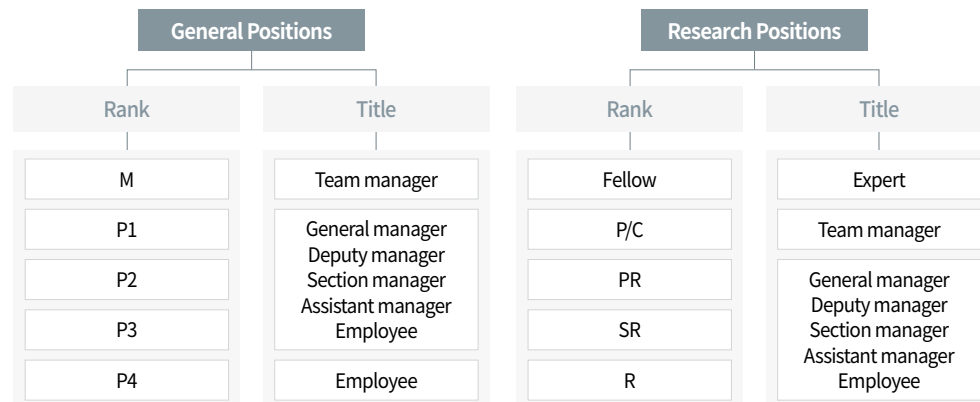 General Positions
Rank
Title
M
P1
P2
P3
P4
Team manager
General manager
Deputy manager
Section manager
Assistant manager
Employee
Employee
Research Positions
Rank
Title
Fellow
P/C
PR
SR
R
Expert
Team manager
General manager
Deputy manager
Section manager
Assistant manager
Employee